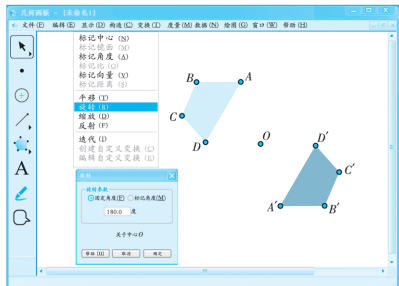 几何画板 - [未命名1]
文件(F) 编辑(E) 显示(D) 构造(C) 变换(T) 度量(M) 数据(N) 绘图(G) 窗口(W) 帮助(H)
标记中心(N)
标记镜面(M)
标记角度(A)
标记比(O)
标记向量(V)
标记距离(S)
平移(T)
旋转(R)
缩放(D)
反射(F)
迭代(I)
创建自定义变换(C)
编辑自定义变换(E)
A
B
A
C
D
O
D′
C′
A′
B′
旋转
旋转参数
固定角度(F) 标记角度(M)
180.0 度
关于中心O
帮助(H) 取消 确定